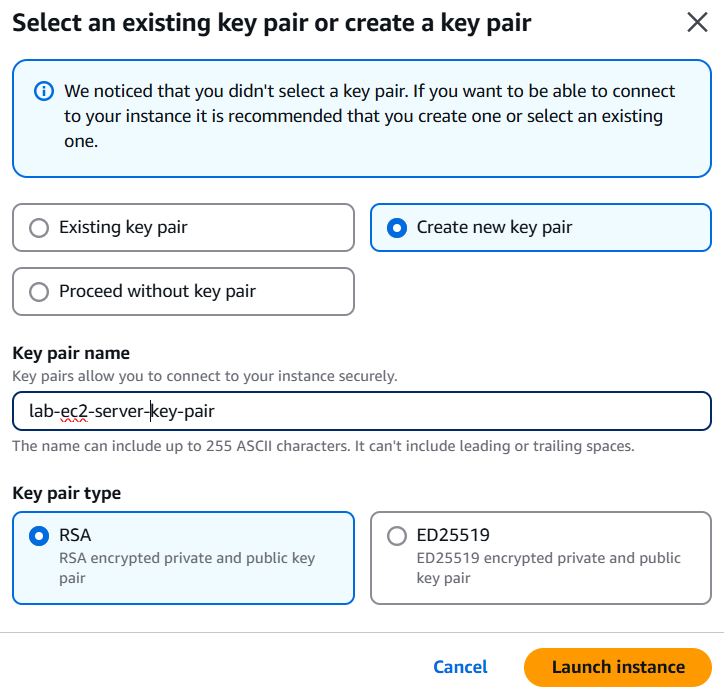 Select an existing key pair or create a key pair
We noticed that you didn't select a key pair. If you want to be able to connect
to your instance it is recommended that you create one or select an existing
one.
Existing key pair
Create new key pair
Proceed without key pair
Key pair name
Key pairs allow you to connect to your instance securely.
lab-ec2-server-key-pair
The name can include up to 255 ASCII characters. It can't include leading or trailing spaces.
Key pair type
RSA
RSA encrypted private and public key
pair
ED25519
ED25519 encrypted private and public
key pair
Cancel
Launch instance